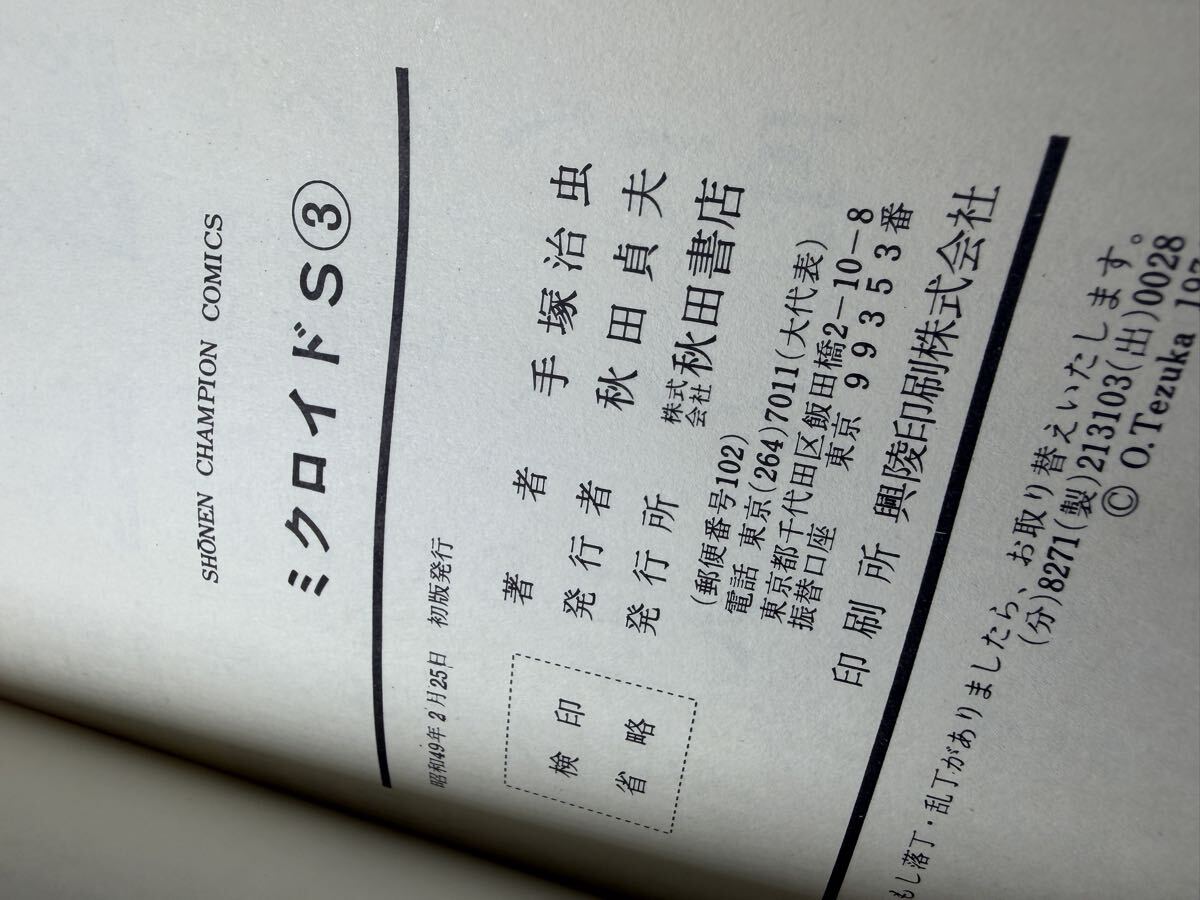 SHŌNEN CHAMPION COMICS
ミクロイドS③
昭和49年2月25日 初版発行
検印
省略
著者 手塚治虫
発行者 秋田貞夫
発行所 株式会社秋田書店
(郵便番号102)
電話 東京(264)7011(大代表)
東京都千代田区飯田橋2-10-8
振替口座 東京 99353番
印刷所 興陵印刷株式会社
もし落丁・乱丁がありましたら、お取り替えいたします。
(分)8271(製)213103(出)0028
© O.Tezuka